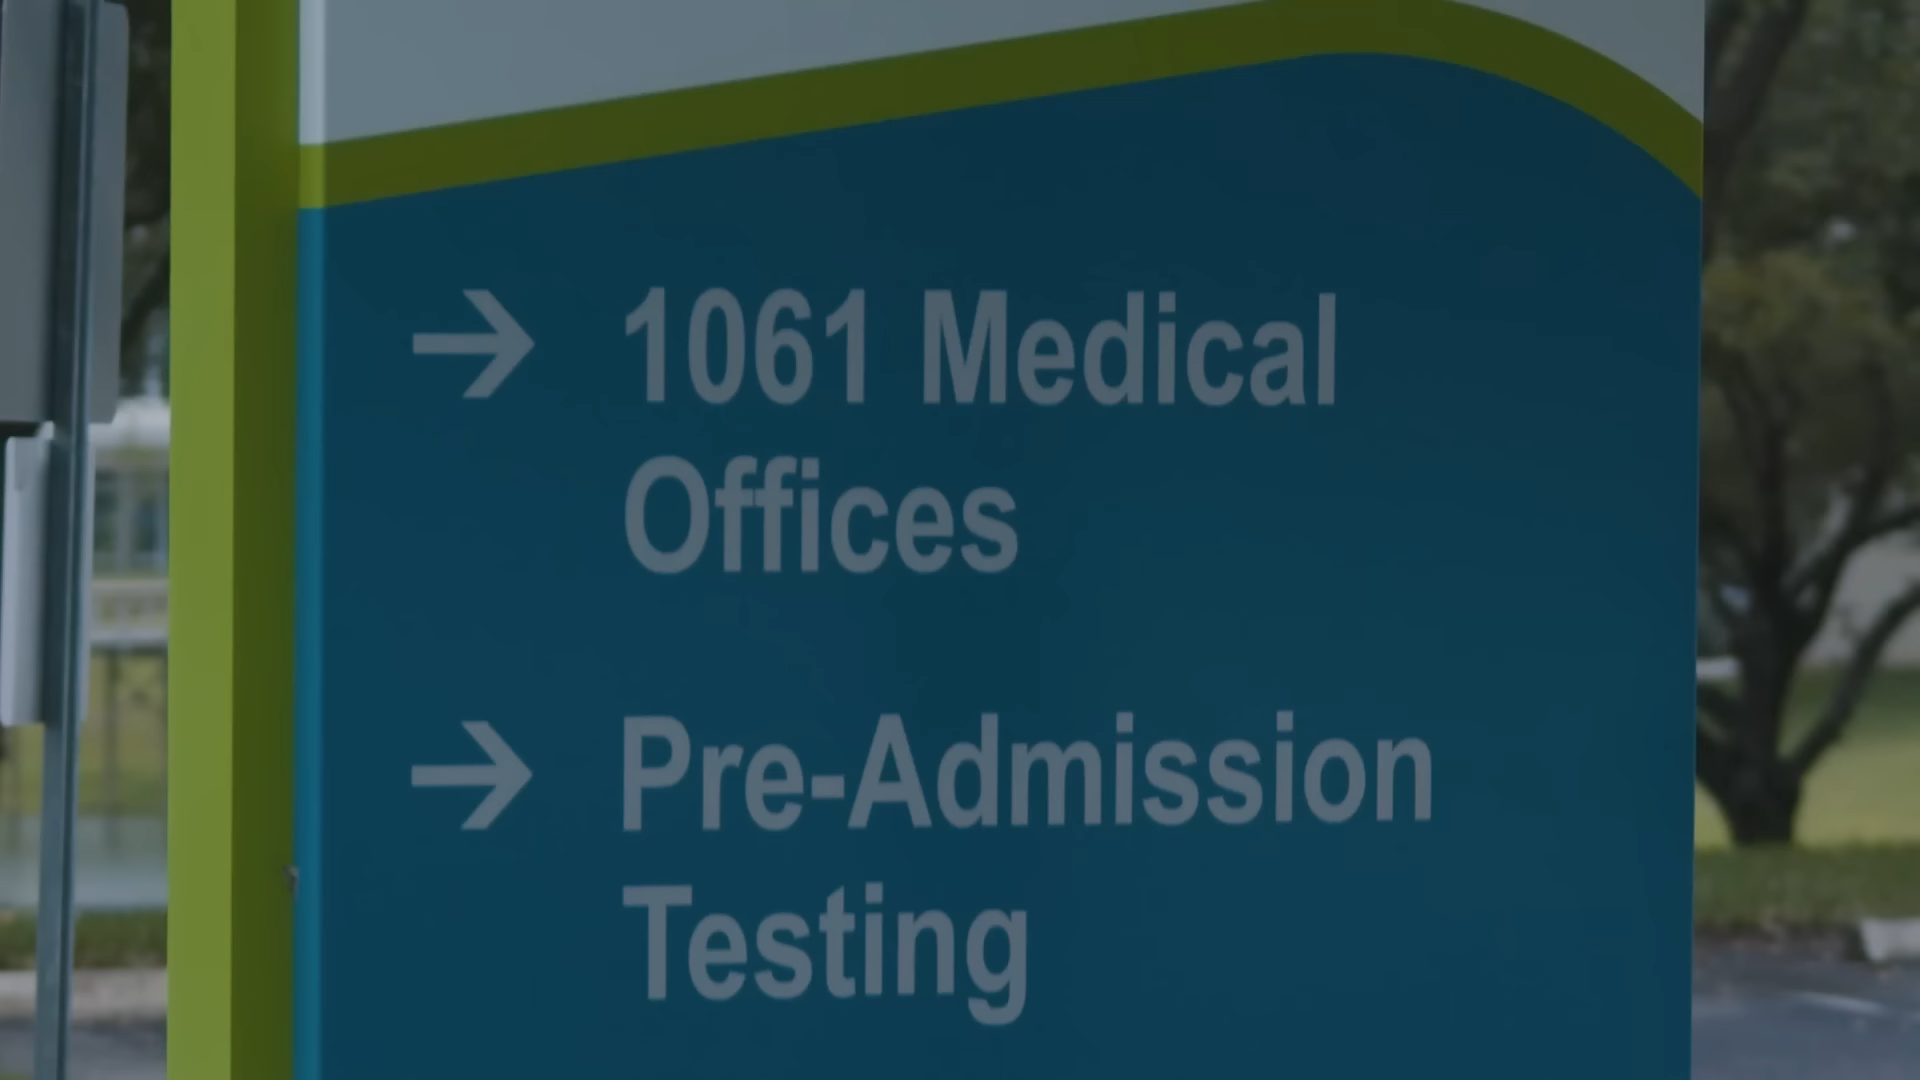 → 1061 Medical
Offices
→ Pre-Admission
Testing